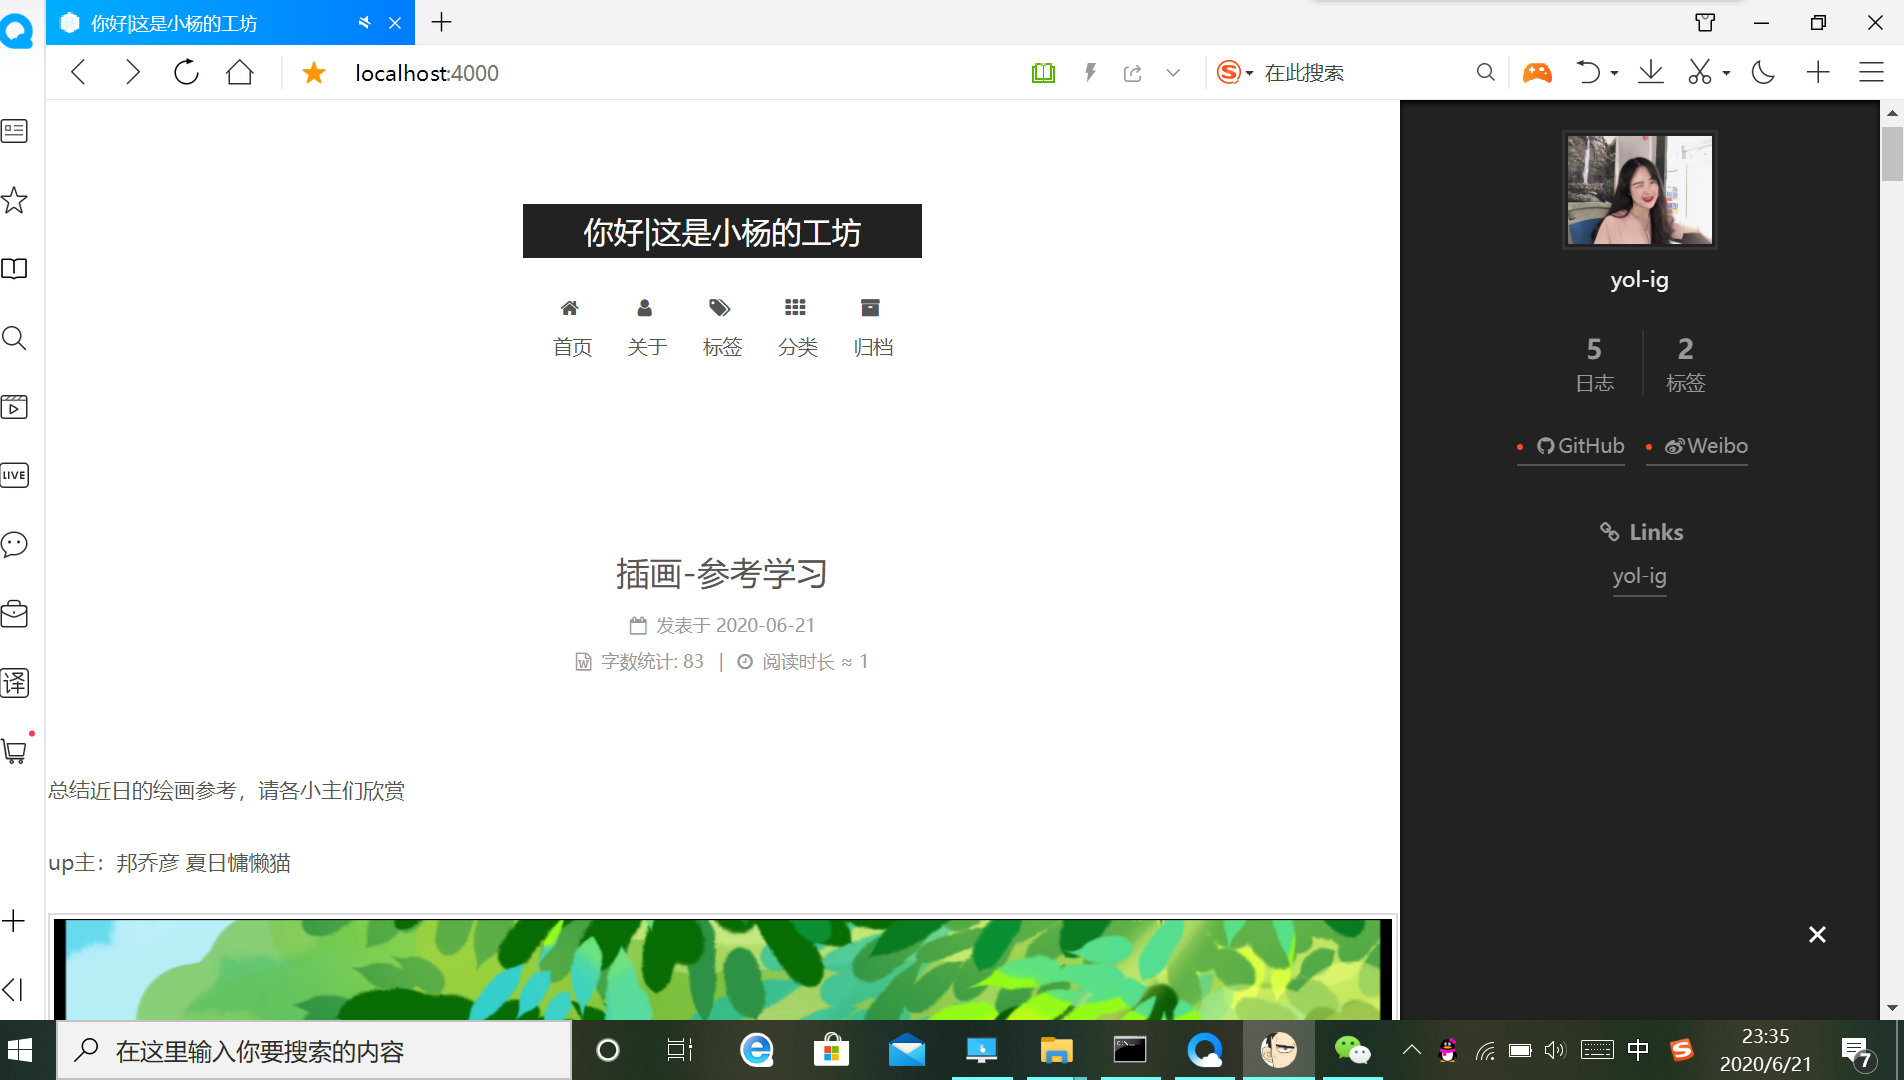 你好|这是小杨的工坊
localhost:4000
在此搜索
LIVE
译
你好|这是小杨的工坊
首页 关于 标签 分类 归档
插画-参考学习
发表于 2020-06-21
字数统计: 83 | 阅读时长 ≈ 1
总结近日的绘画参考，请各小主们欣赏
up主：邦乔彦 夏日慵懒猫
yol-ig
5 2
日志 标签
GitHub Weibo
Links
yol-ig
在这里输入你要搜索的内容
中
23:35
2020/6/21
7